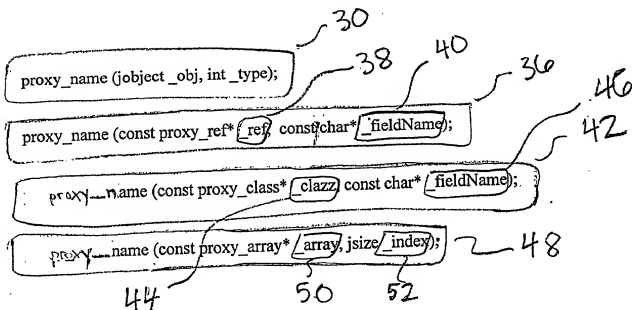 30
proxy_name (jobject _obj, int _type);
38 40 36
proxy_name (const proxy_ref* _ref, const char* _fieldName);
46
42
proxy_name (const proxy_class* _clazz, const char* _fieldName);
proxy_name (const proxy_array* _array, jsize _index);
48
44 50 52